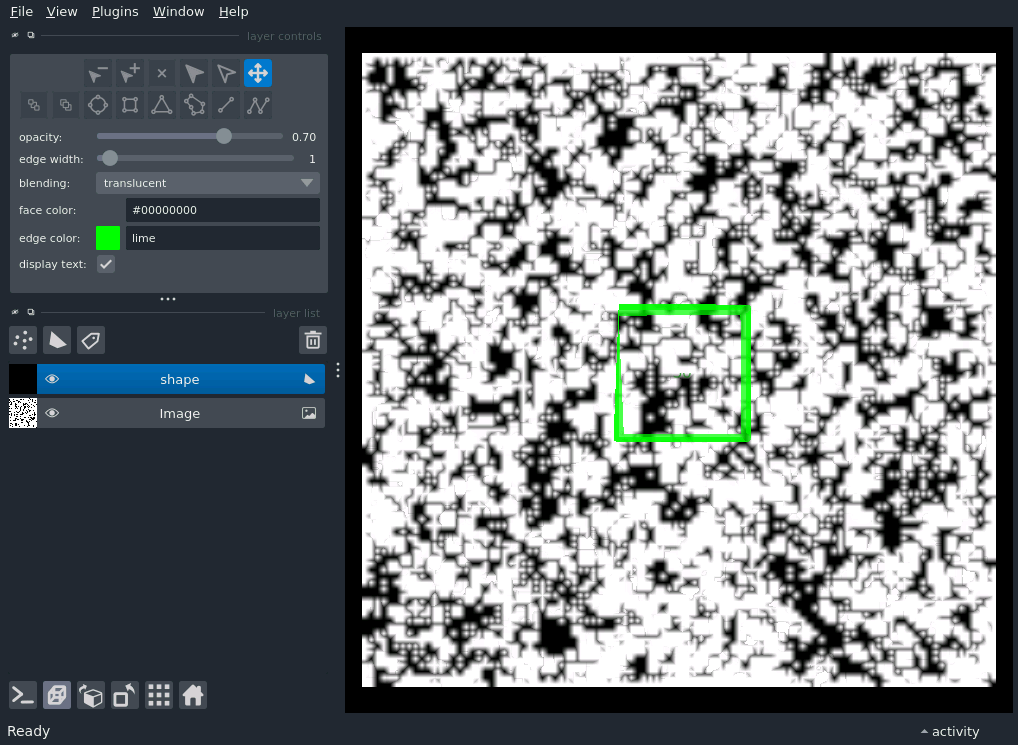 File View Plugins Window Help
layer controls
opacity: 0.70
edge width: 1
blending: translucent
face color: #00000000
edge color: lime
display text:
layer list
shape
Image
Ready
activity